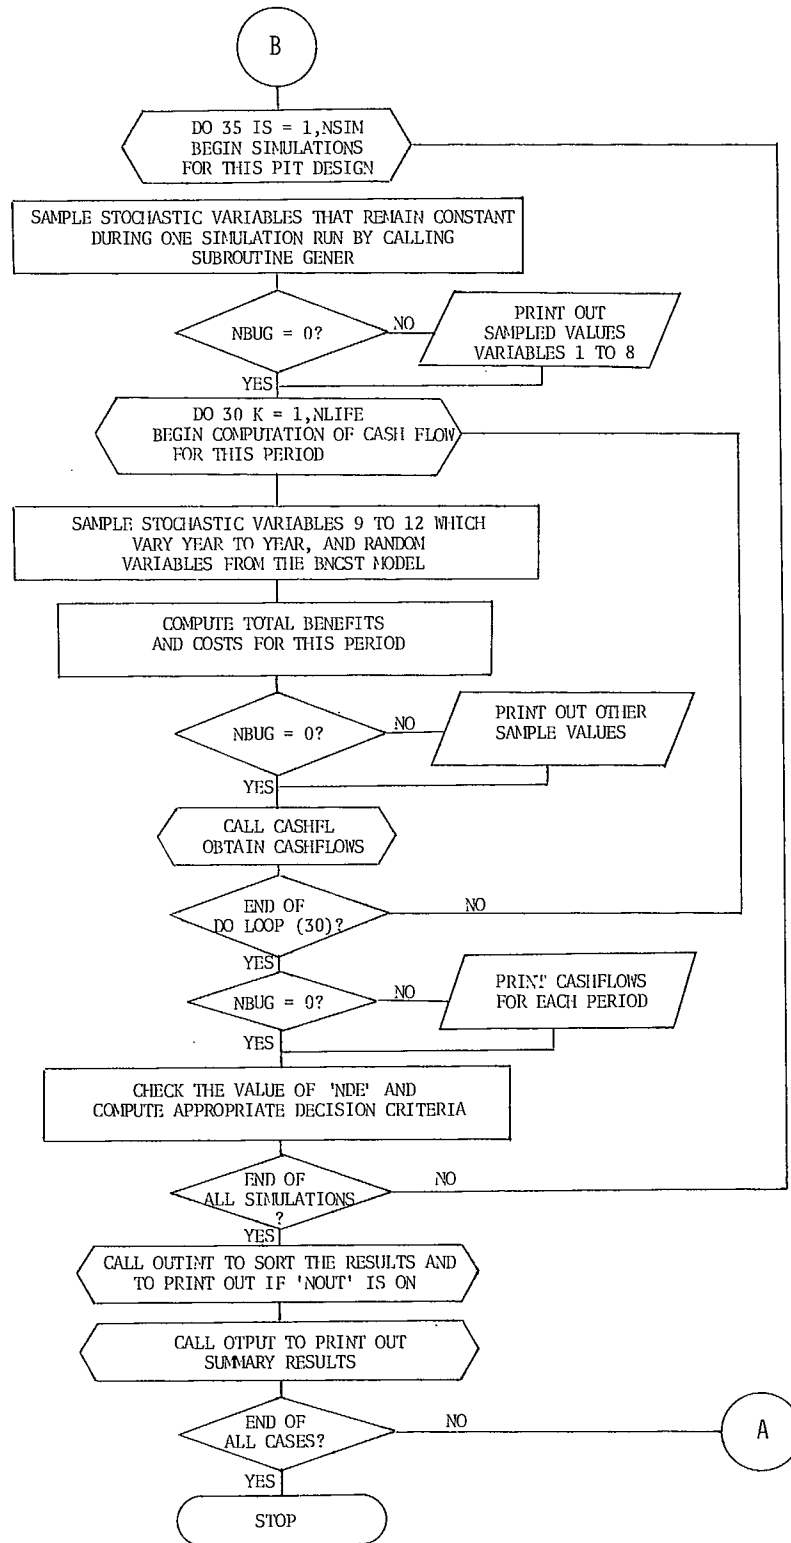 B
DO 35 IS = 1,NSIM
BEGIN SIMULATIONS
FOR THIS PIT DESIGN
SAMPLE STOCHASTIC VARIABLES THAT REMAIN CONSTANT
DURING ONE SIMULATION RUN BY CALLING
SUBROUTINE GENER
NBUG = 0?
NO
PRINT OUT
SAMPLED VALUES
VARIABLES 1 TO 8
YES
DO 30 K = 1,NLIFE
BEGIN COMPUTATION OF CASH FLOW
FOR THIS PERIOD
SAMPLE STOCHASTIC VARIABLES 9 TO 12 WHICH
VARY YEAR TO YEAR, AND RANDOM
VARIABLES FROM THE BNCST MODEL
COMPUTE TOTAL BENEFITS
AND COSTS FOR THIS PERIOD
NBUG = 0?
NO
PRINT OUT OTHER
SAMPLE VALUES
YES
CALL CASHFL
OBTAIN CASHFLOWS
END OF
DO LOOP (30)?
NO
YES
NBUG = 0?
NO
PRINT CASHFLOWS
FOR EACH PERIOD
YES
CHECK THE VALUE OF 'NDE' AND
COMPUTE APPROPRIATE DECISION CRITERIA
END OF
ALL SIMULATIONS
?
NO
YES
CALL OUTINT TO SORT THE RESULTS AND
TO PRINT OUT IF 'NOUT' IS ON
CALL OTPUT TO PRINT OUT
SUMMARY RESULTS
END OF
ALL CASES?
NO
A
YES
STOP